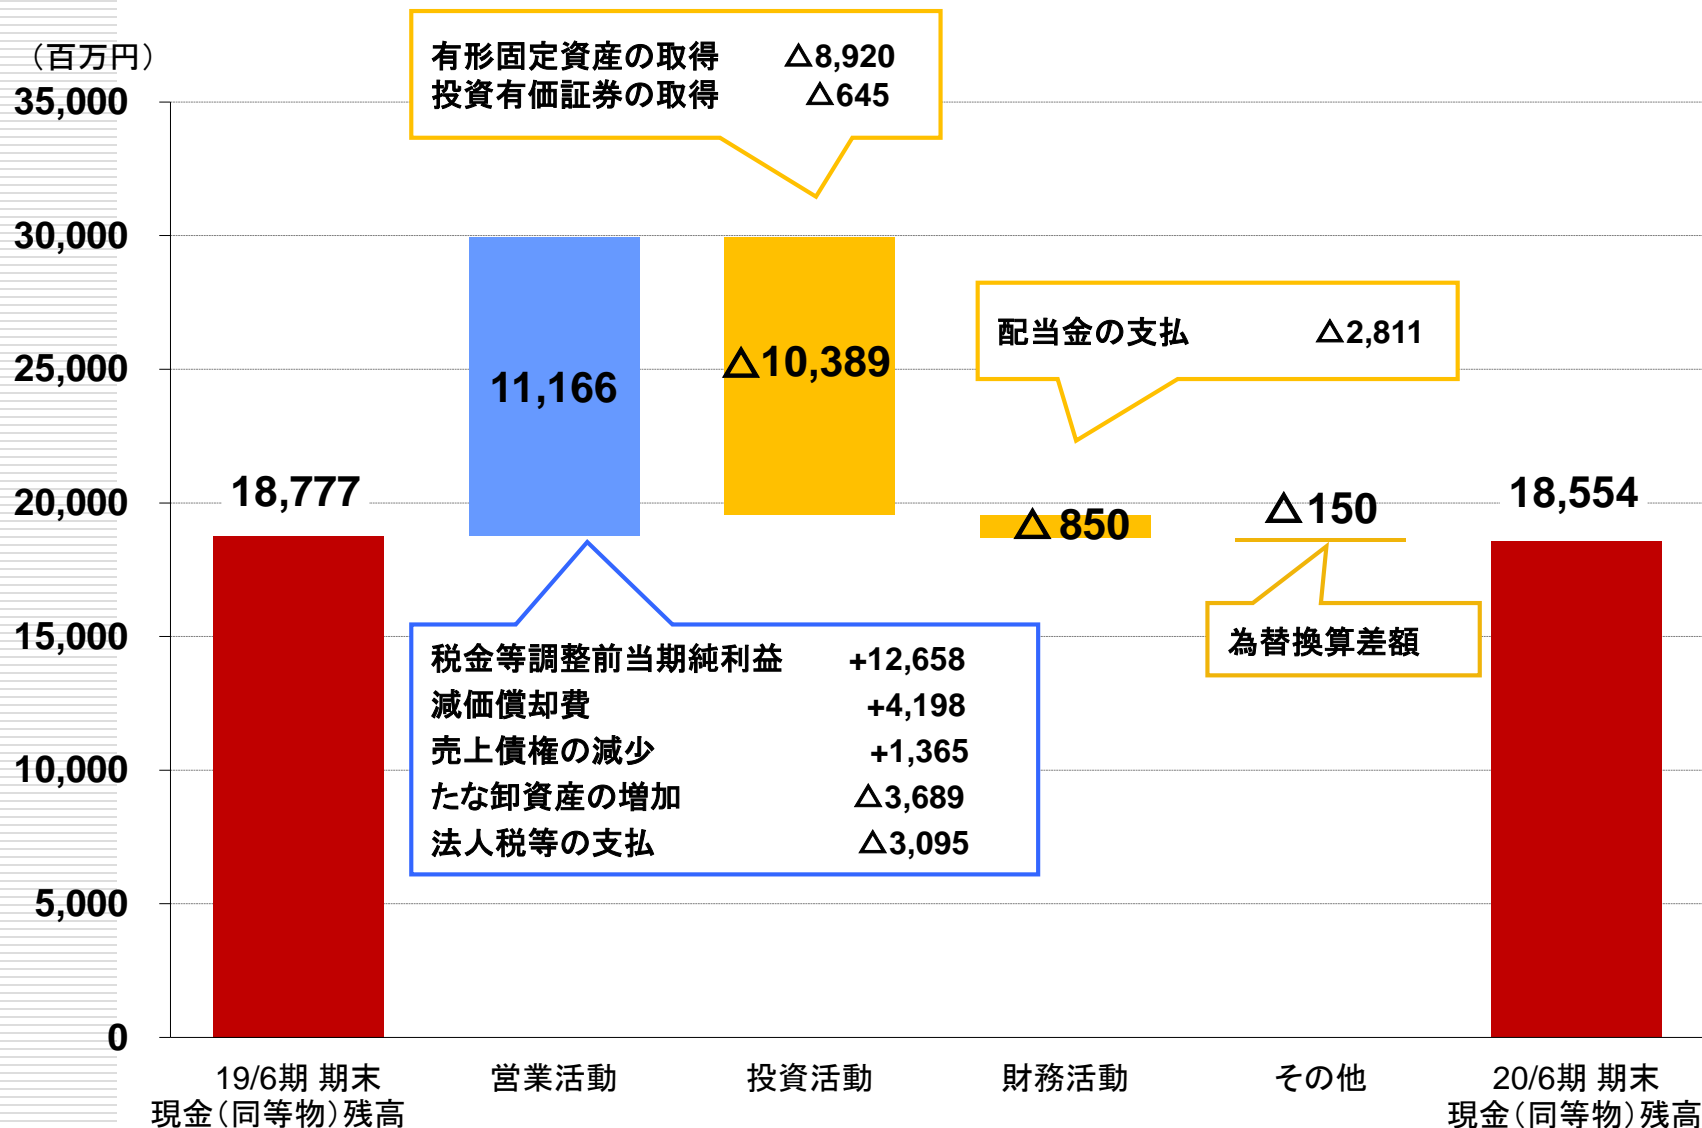 （百万円）
35,000
30,000
25,000
20,000
15,000
10,000
5,000
0
有形固定資産の取得 △8,920
投資有価証券の取得 △645
配当金の支払 △2,811
18,777
11,166
△10,389
△850
△150
18,554
税金等調整前当期純利益 +12,658
減価償却費 +4,198
売上債権の減少 +1,365
たな卸資産の増加 △3,689
法人税等の支払 △3,095
為替換算差額
19/6期 期末
現金（同等物）残高
営業活動
投資活動
財務活動
その他
20/6期 期末
現金（同等物）残高